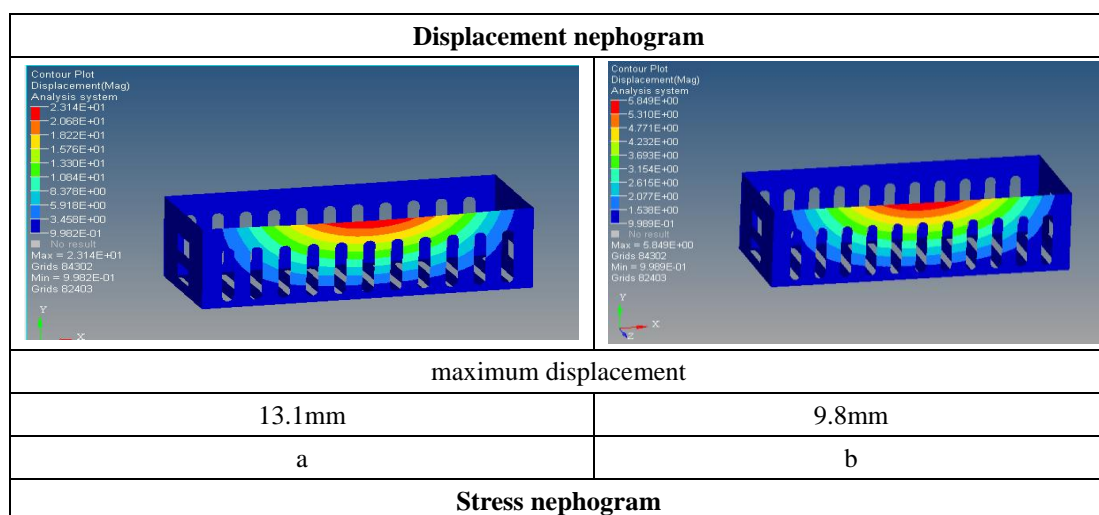 Displacement nephogram
Contour Plot
Displacement(Mag)
Analysis system
2.314E+01
2.068E+01
1.822E+01
1.576E+01
1.330E+01
1.084E+01
8.378E+00
5.918E+00
3.458E+00
9.982E-01
No result
Max = 2.314E+01
Grids 84302
Min = 9.982E-01
Grids 82403
Y
X
Contour Plot
Displacement(Mag)
Analysis system
5.849E+00
5.310E+00
4.771E+00
4.232E+00
3.693E+00
3.154E+00
2.615E+00
2.077E+00
1.538E+00
9.989E-01
No result
Max = 5.849E+00
Grids 84302
Min = 9.989E-01
Grids 82403
Y
X
Z
maximum displacement
13.1mm
9.8mm
a
b
Stress nephogram